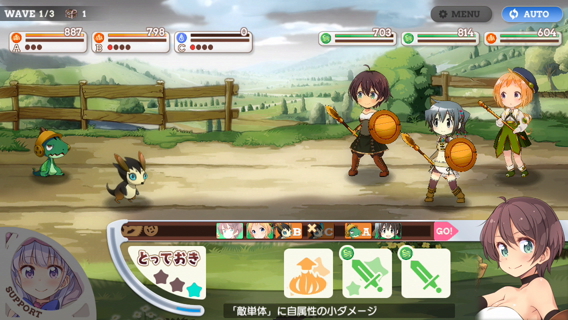 WAVE 1/3 1
MENU
AUTO
887
A
798
B
0
C
703
814
604
B
C
A
GO!
とっておき
SUPPORT
「敵単体」に自属性の小ダメージ